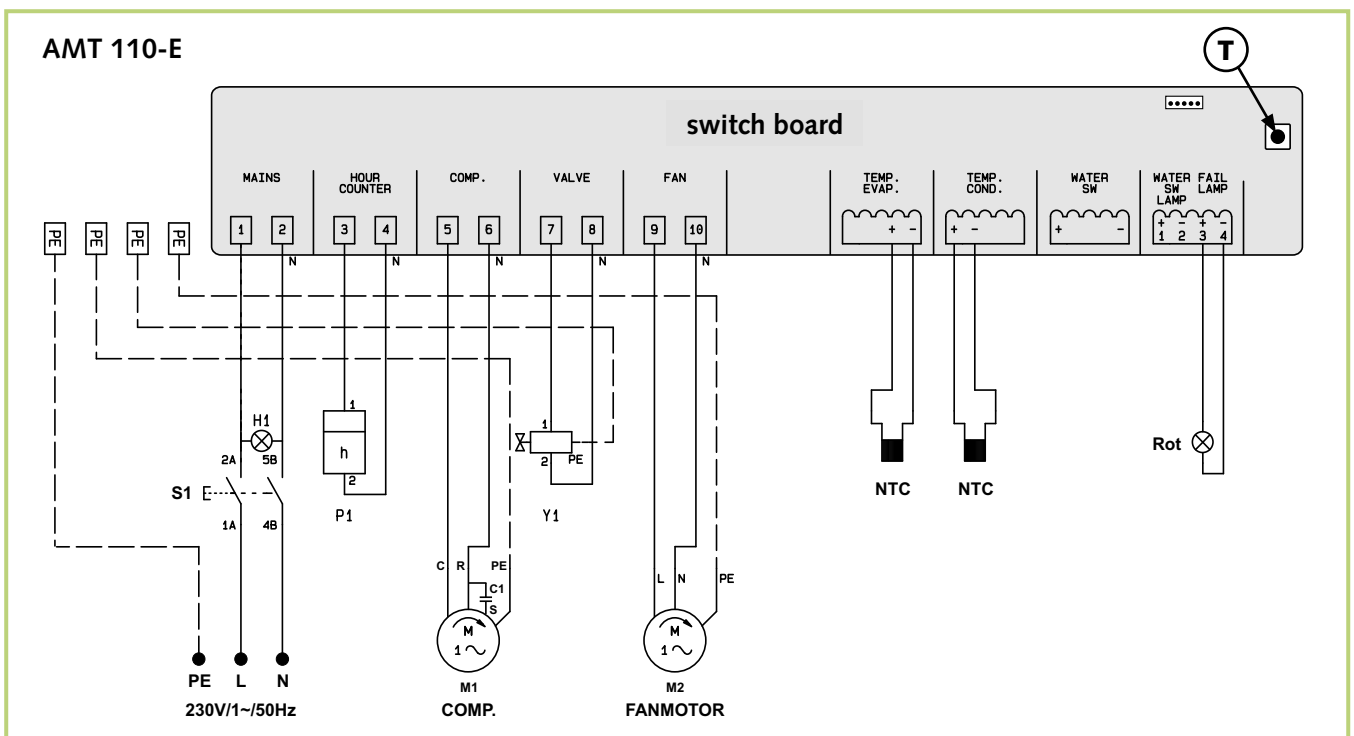 AMT 110-E
T
switch board
MAINS
HOUR COUNTER
COMP.
VALVE
FAN
TEMP. EVAP.
TEMP. COND.
WATER SW
WATER SW LAMP
FAIL LAMP
PE PE PE PE
1 2 3 4 5 6 7 8 9 10
+ -
+ -
+ -
+ - + -
1 2 3 4
N N N N N
H1
2A 5B
S1
1A 4B
1
h
2
P1
1
2 PE
Y1
NTC NTC
Rot
C R PE
C1
S
M
1~
L N PE
M
1~
PE L N
230V/1~/50Hz
M1
COMP.
M2
FANMOTOR